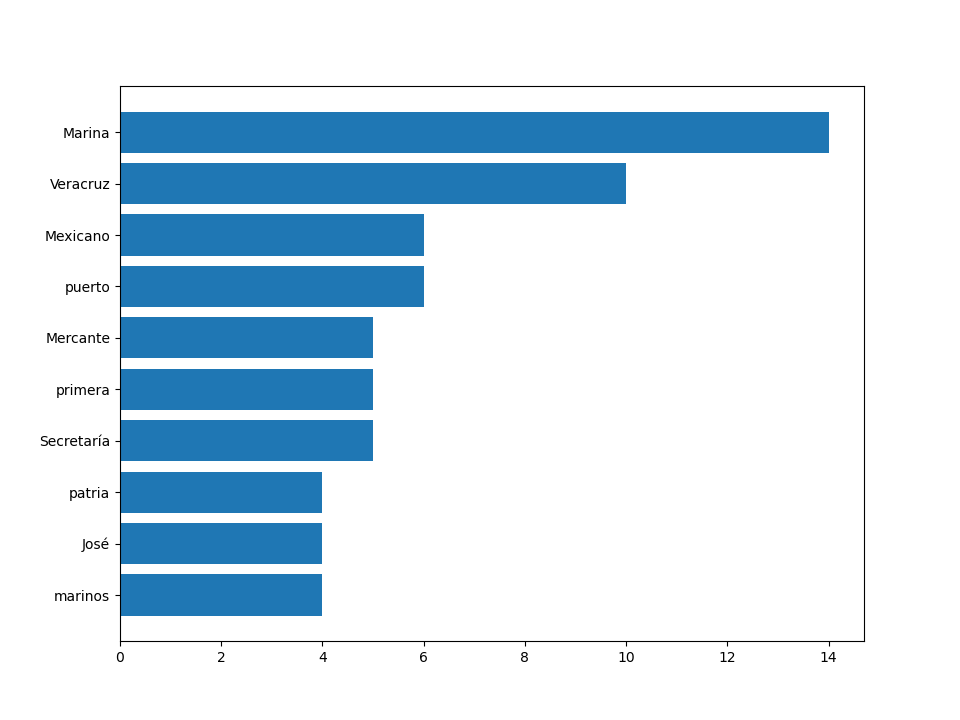 Marina
Veracruz
Mexicano
puerto
Mercante
primera
Secretaría
patria
José
marinos
0 2 4 6 8 10 12 14